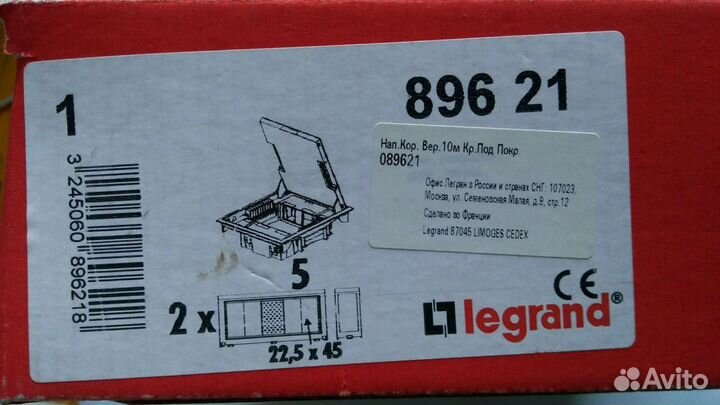 1
896 21
3 245060 896218
Нап.Кор. Вер.10м Кр.Под Покр
089621
Офис Легран в России и странах СНГ: 107023,
Москва, ул. Семеновская Малая, д.9, стр.12
Сделано во Франции
Legrand 87045 LIMOGES CEDEX
5
2 x
22,5 x 45
CE
legrand®
Avito